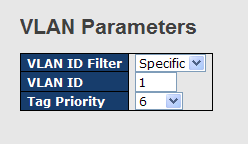 VLAN Parameters
VLAN ID Filter Specific
VLAN ID 1
Tag Priority 6